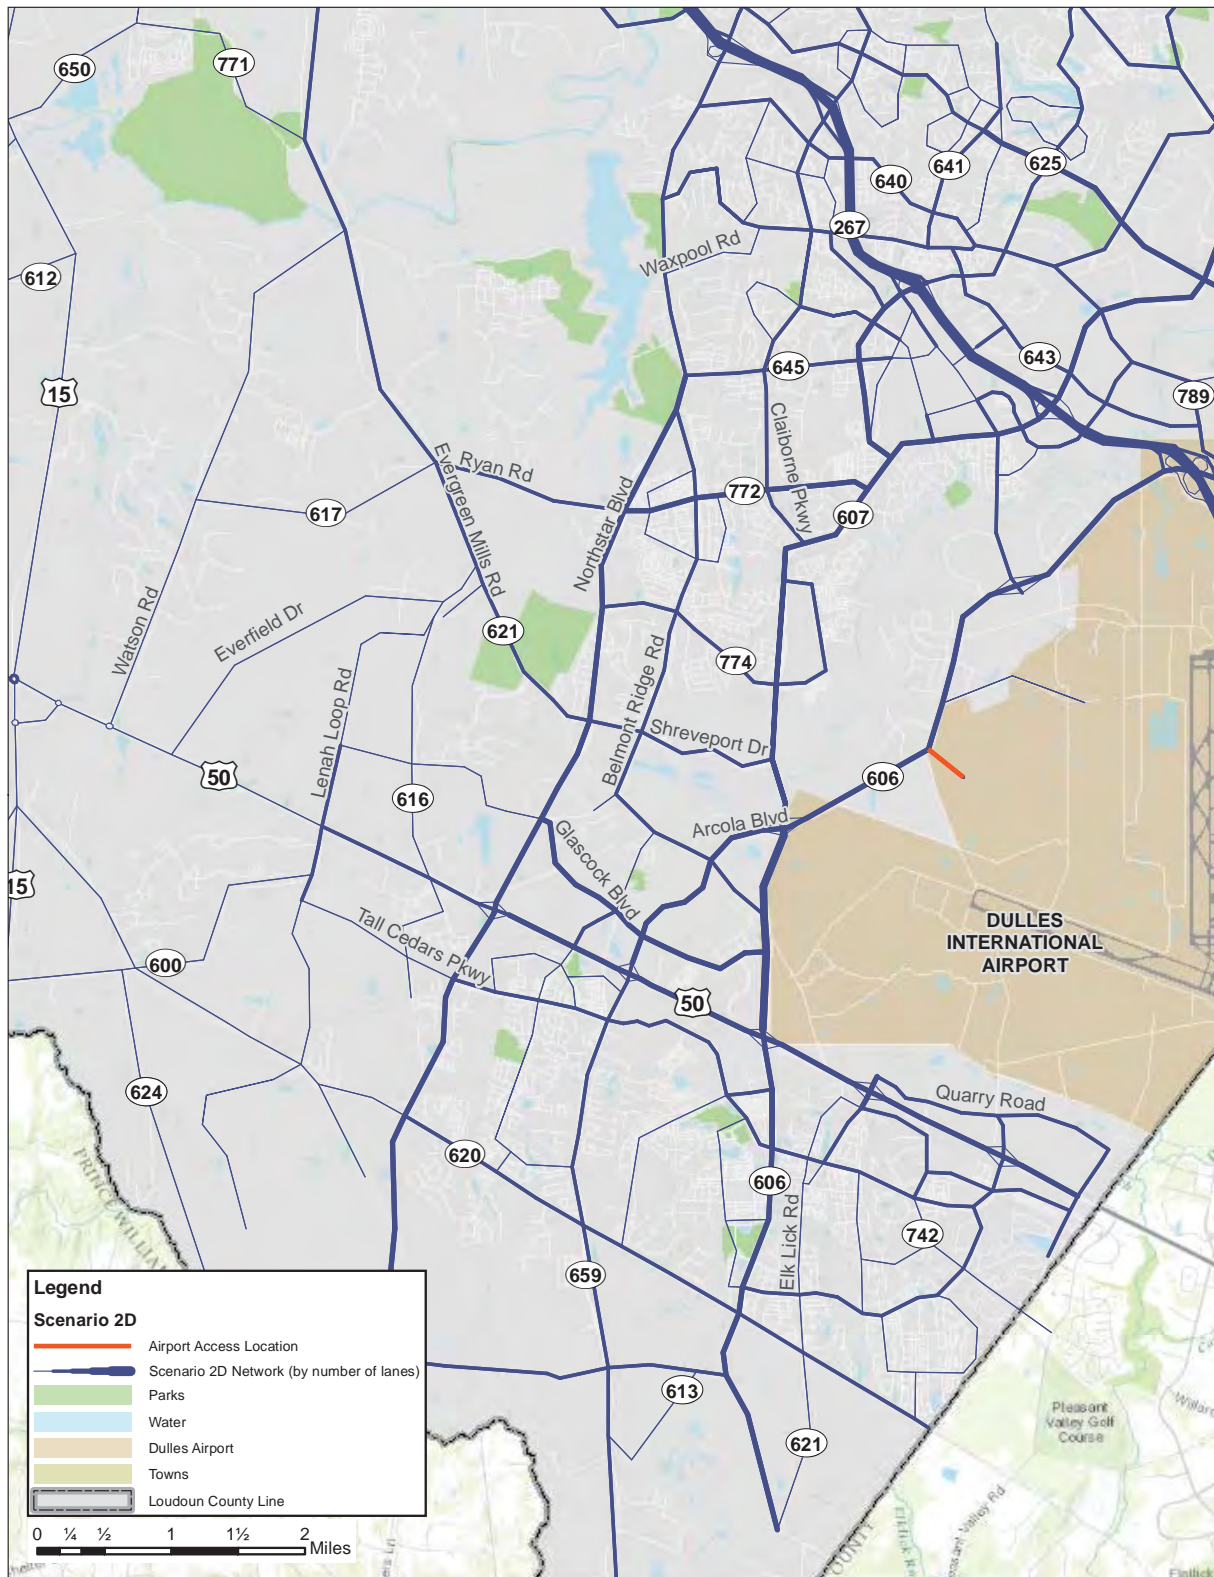 650
771
640
641
625
267
Waxpool Rd
612
15
645
643
789
Claiborne Pkwy
Ryan Rd
772
607
617
Evergreen Mills Rd
Northstar Blvd
Watson Rd
Everfield Dr
621
774
Belmont Ridge Rd
Lenah Loop Rd
Shreveport Dr
50
616
606
Arcola Blvd
15
Glascock Blvd
DULLES
INTERNATIONAL
AIRPORT
Tall Cedars Pkwy
600
50
624
Quarry Road
620
606
PRINCE WILLIAM
Elk Lick Rd
742
659
613
621
Pleasant
Valley Golf
Course
Willard
COUNTY
Legend
Scenario 2D
Airport Access Location
Scenario 2D Network (by number of lanes)
Parks
Water
Dulles Airport
Towns
Loudoun County Line
0 ¼ ½ 1 1½ 2
Miles